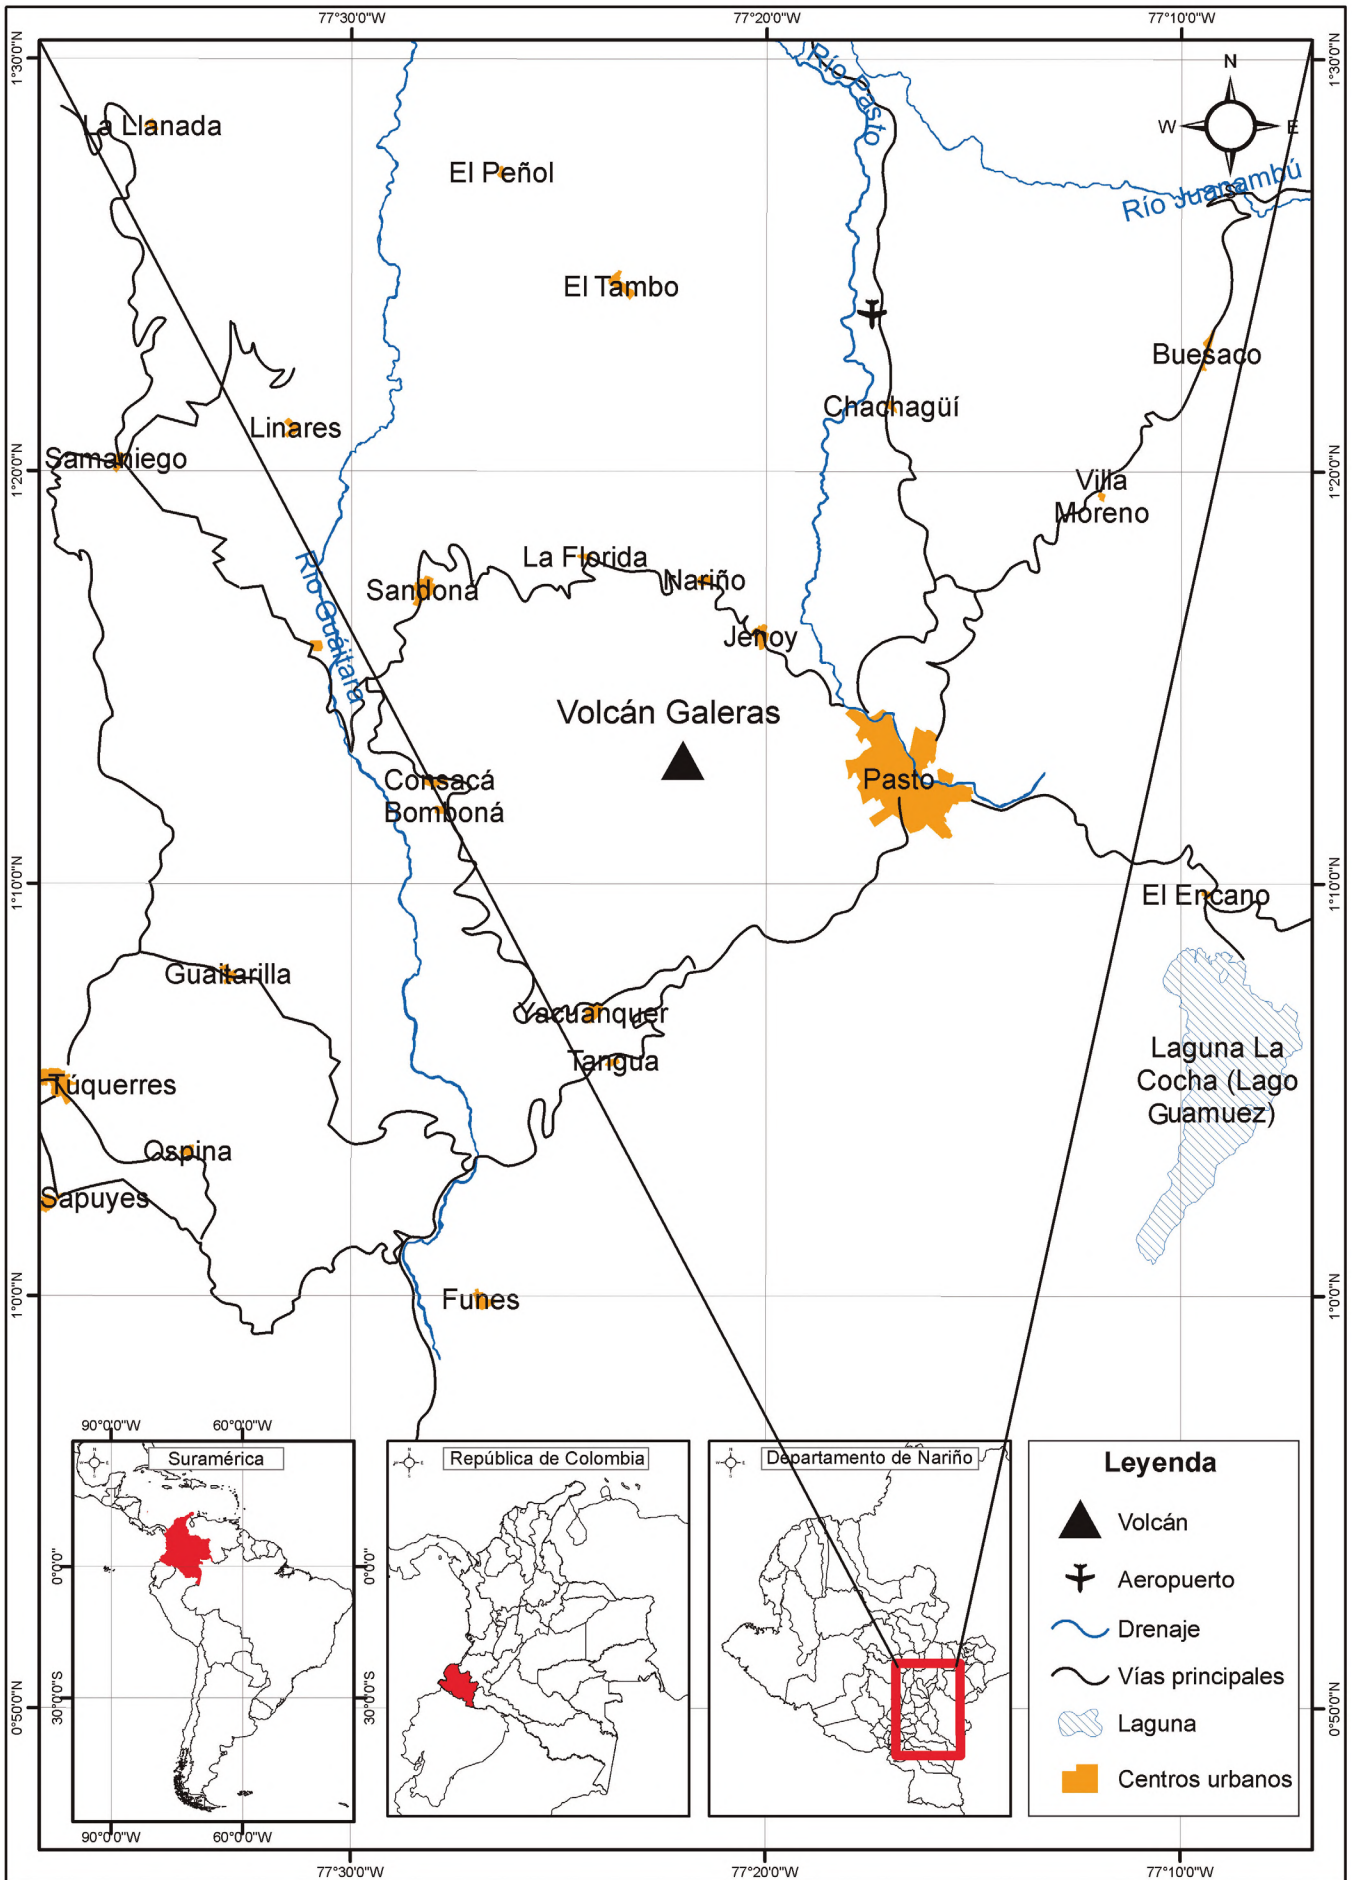 77°30'0"W
77°20'0"W
77°10'0"W
1°30'0"N
1°30'0"N
Río Pasto
N
W
E
S
La Llanada
El Peñol
Río Juanambú
El Tambo
Buesaco
Chachagüí
Linares
Samaniego
1°20'0"N
1°20'0"N
Villa
Moreno
La Florida
Nariño
Sandoná
Río Guáitara
Jenoy
Volcán Galeras
Pasto
Consacá
Bomboná
1°10'0"N
1°10'0"N
El Encano
Guaitarilla
Yacuanquer
Tangua
Laguna La
Cocha (Lago
Guamuez)
Túquerres
Ospina
Sapuyes
1°0'0"N
1°0'0"N
Funes
90°0'0"W
60°0'0"W
Suramérica
0°0'0"
0°0'0"
30°0'0"S
30°0'0"S
90°0'0"W
60°0'0"W
República de Colombia
Departamento de Nariño
Leyenda
Volcán
Aeropuerto
Drenaje
Vías principales
Laguna
Centros urbanos
0°50'0"N
0°50'0"N
77°30'0"W
77°20'0"W
77°10'0"W